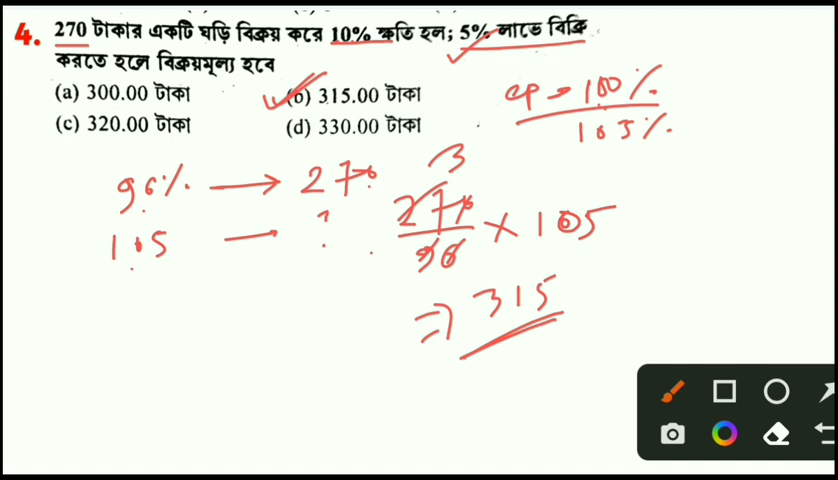 4. 270 টাকার একটি ঘড়ি বিক্রয় করে 10% ক্ষতি হল; 5% লাভে বিক্রি
করতে হলে বিক্রয়মূল্য হবে
(a) 300.00 টাকা (b) 315.00 টাকা
(c) 320.00 টাকা (d) 330.00 টাকা
CP → 100%
105%
90% → 270 3
105 → ? 270/90 × 105
⇒ 315